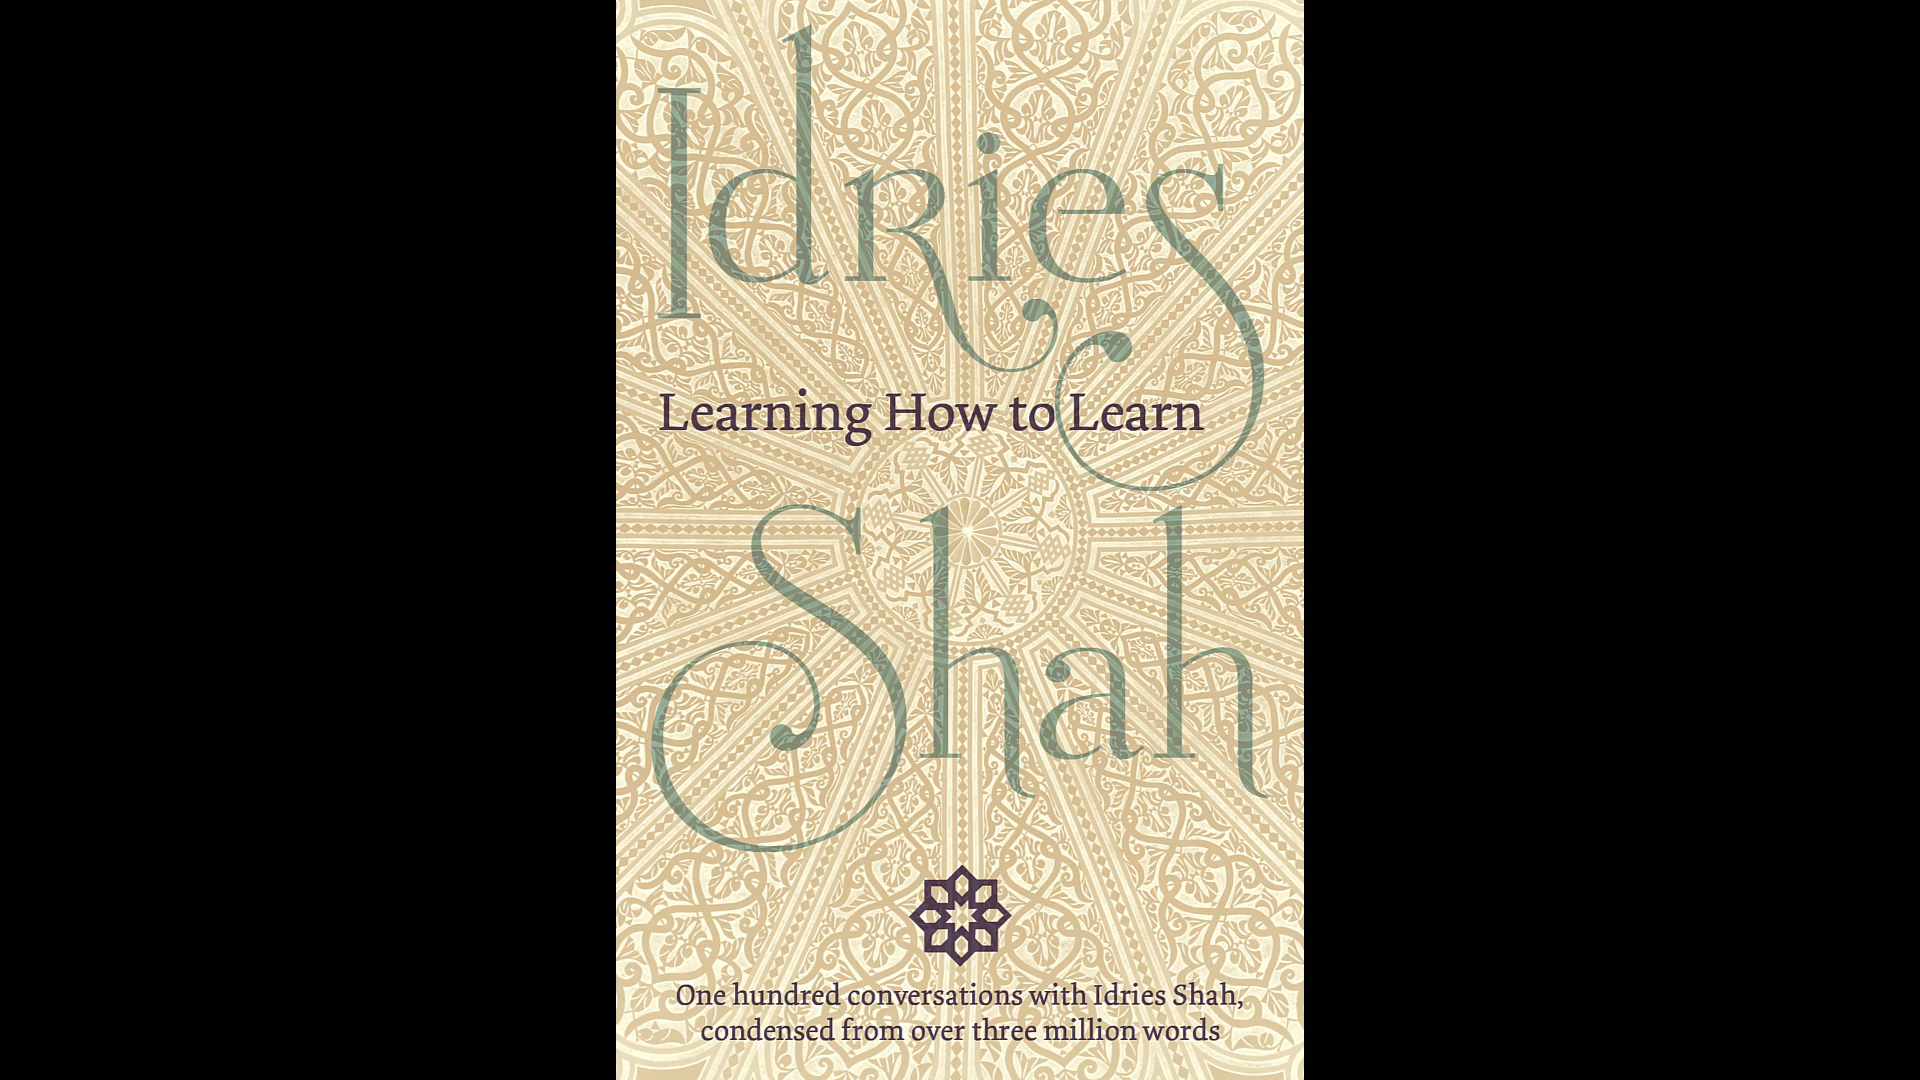 Idries
Learning How to Learn
Shah
One hundred conversations with Idries Shah,
condensed from over three million words